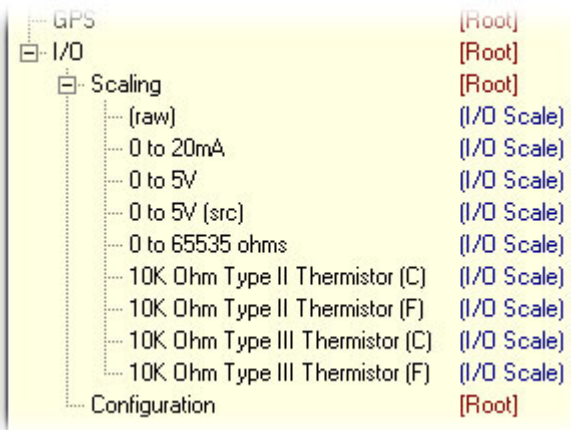 GPS [Root]
I/O [Root]
Scaling [Root]
(raw) (I/O Scale)
0 to 20mA (I/O Scale)
0 to 5V (I/O Scale)
0 to 5V (src) (I/O Scale)
0 to 65535 ohms (I/O Scale)
10K Ohm Type II Thermistor (C) (I/O Scale)
10K Ohm Type II Thermistor (F) (I/O Scale)
10K Ohm Type III Thermistor (C) (I/O Scale)
10K Ohm Type III Thermistor (F) (I/O Scale)
Configuration [Root]